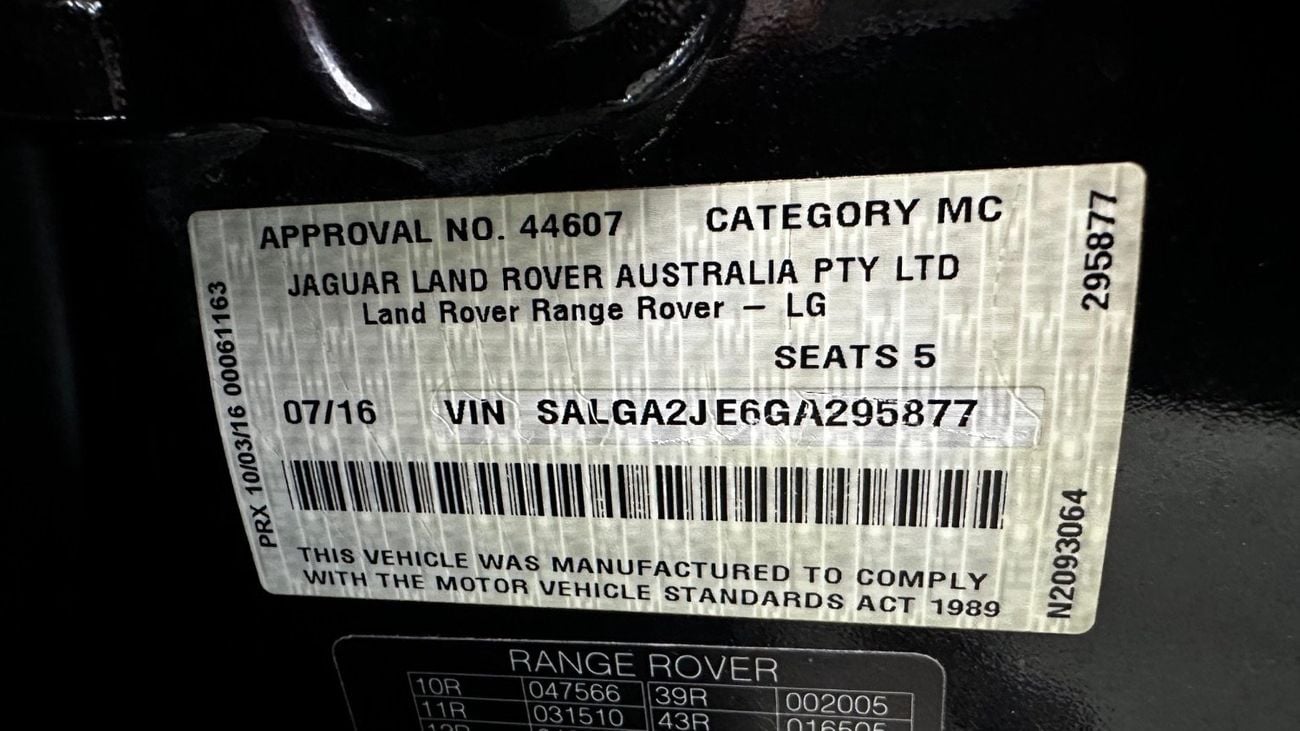 APPROVAL NO. 44607 CATEGORY MC
JAGUAR LAND ROVER AUSTRALIA PTY LTD
Land Rover Range Rover – LG
SEATS 5
07/16 VIN SALGA2JE6GA295877
THIS VEHICLE WAS MANUFACTURED TO COMPLY
WITH THE MOTOR VEHICLE STANDARDS ACT 1989
PRX 10/03/16 00061163
295877
N2093064
RANGE ROVER
10R 047566 39R 002005
11R 031510 43R 016505